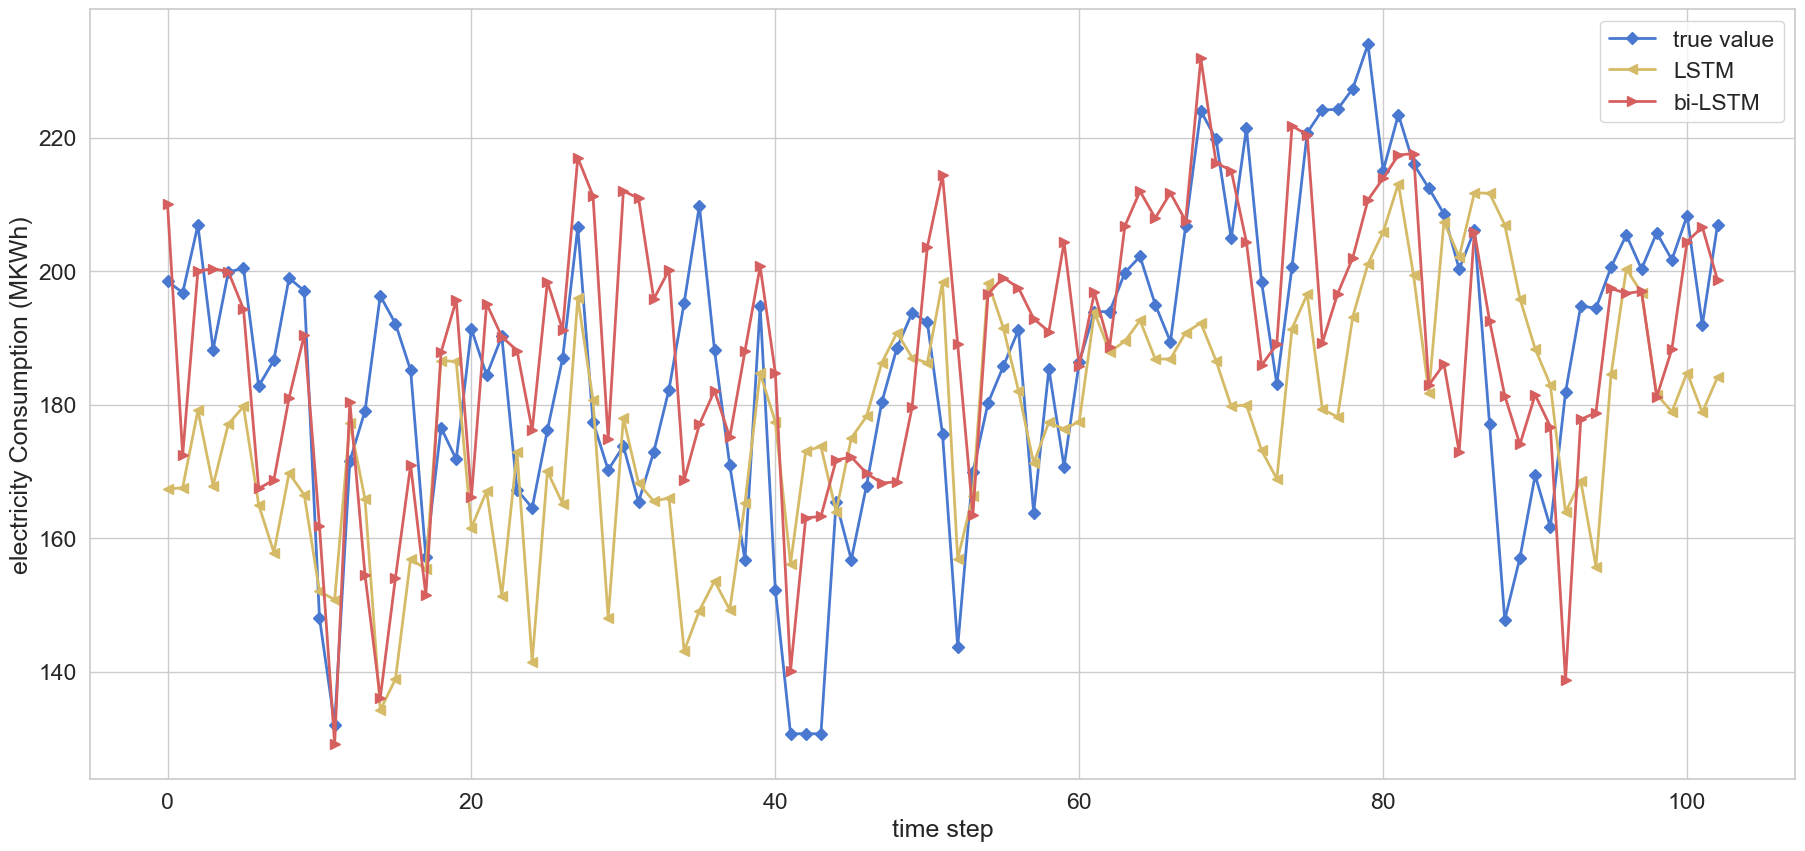 true value
LSTM
bi-LSTM
220
200
180
160
140
electricity Consumption (MKWh)
0 20 40 60 80 100
time step